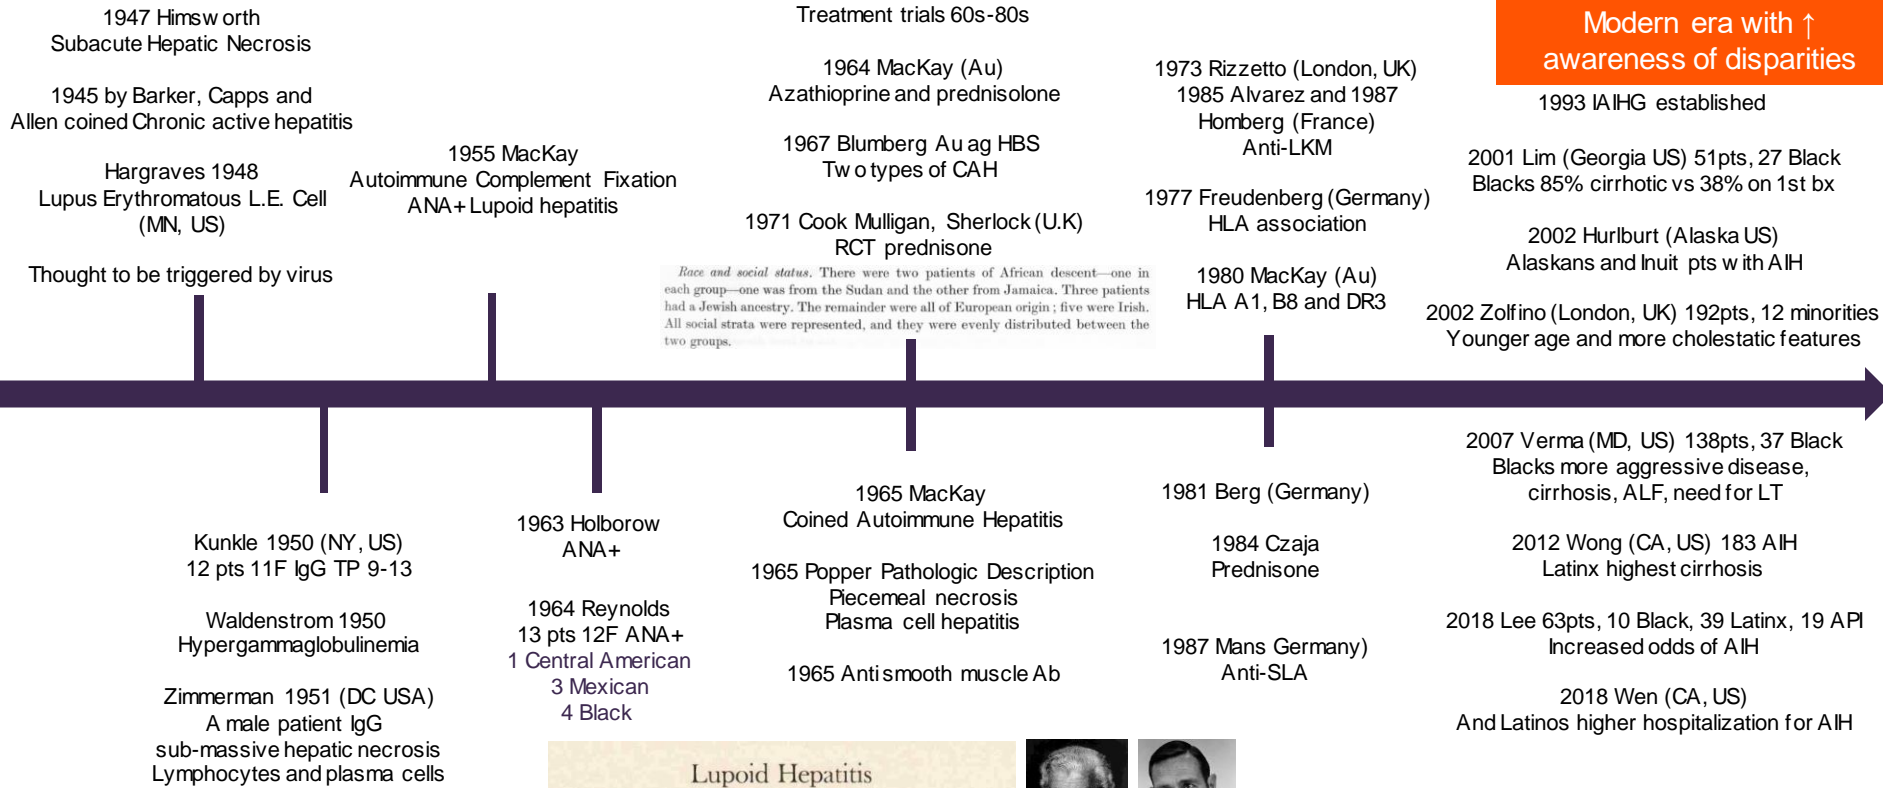 1947 Himsworth
Subacute Hepatic Necrosis
1945 by Barker, Capps and
Allen coined Chronic active hepatitis
Hargraves 1948
Lupus Erythromatous L.E. Cell
(MN, US)
Thought to be triggered by virus
1955 MacKay
Autoimmune Complement Fixation
ANA+ Lupoid hepatitis
Treatment trials 60s-80s
1964 MacKay (Au)
Azathioprine and prednisolone
1967 Blumberg Au ag HBS
Two types of CAH
1971 Cook Mulligan, Sherlock (U.K)
RCT prednisone
Race and social status. There were two patients of African descent—one in
each group—one was from the Sudan and the other from Jamaica. Three patients
had a Jewish ancestry. The remainder were all of European origin; five were Irish.
All social strata were represented, and they were evenly distributed between the
two groups.
1973 Rizzetto (London, UK)
1985 Alvarez and 1987
Homberg (France)
Anti-LKM
1977 Freudenberg (Germany)
HLA association
1980 MacKay (Au)
HLA A1, B8 and DR3
Modern era with ↑
awareness of disparities
1993 IAIHG established
2001 Lim (Georgia US) 51pts, 27 Black
Blacks 85% cirrhotic vs 38% on 1st bx
2002 Hurlburt (Alaska US)
Alaskans and Inuit pts with AIH
2002 Zolfino (London, UK) 192pts, 12 minorities
Younger age and more cholestatic features
Kunkle 1950 (NY, US)
12 pts 11F IgG TP 9-13
Waldenstrom 1950
Hypergammaglobulinemia
Zimmerman 1951 (DC USA)
A male patient IgG
sub-massive hepatic necrosis
Lymphocytes and plasma cells
1963 Holborow
ANA+
1964 Reynolds
13 pts 12F ANA+
1 Central American
3 Mexican
4 Black
1965 MacKay
Coined Autoimmune Hepatitis
1965 Popper Pathologic Description
Piecemeal necrosis
Plasma cell hepatitis
1965 Antismooth muscle Ab
1981 Berg (Germany)
1984 Czaja
Prednisone
1987 Mans Germany)
Anti-SLA
2007 Verma (MD, US) 138pts, 37 Black
Blacks more aggressive disease,
cirrhosis, ALF, need for LT
2012 Wong (CA, US) 183 AIH
Latinx highest cirrhosis
2018 Lee 63pts, 10 Black, 39 Latinx, 19 API
Increased odds of AIH
2018 Wen (CA, US)
And Latinos higher hospitalization for AIH
Lupoid Hepatitis